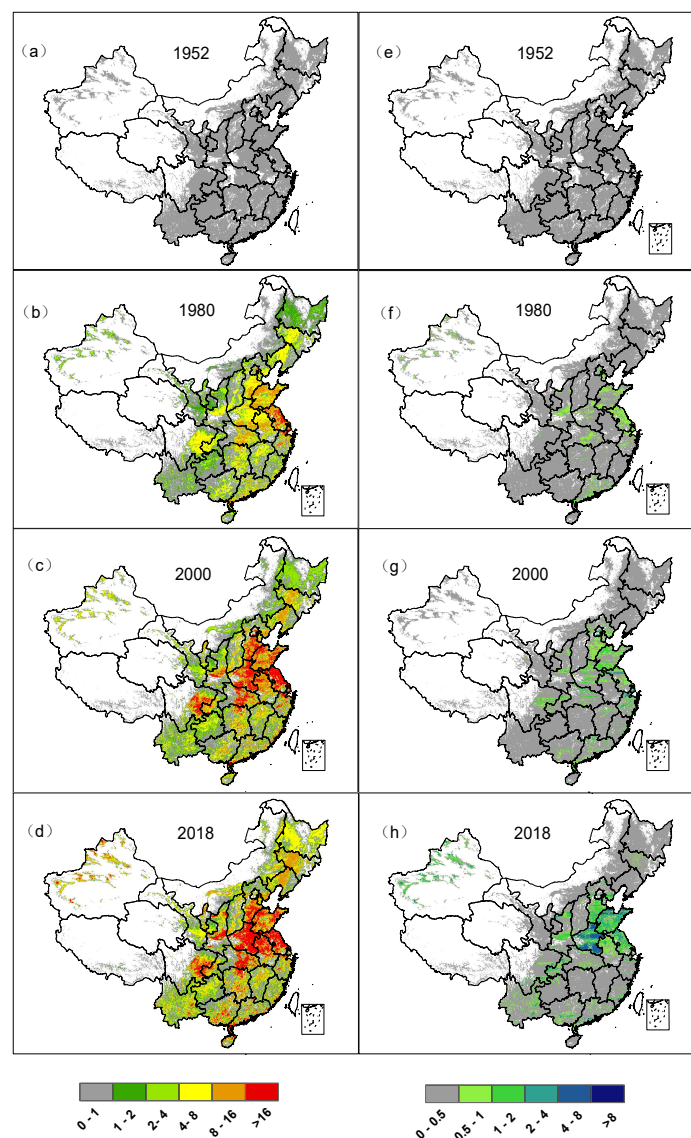 （a） 1952
（e） 1952
（b） 1980
（f） 1980
（c） 2000
（g） 2000
（d） 2018
（h） 2018
0 - 1 1 - 2 2 - 4 4 - 8 8 - 16 >16
0 - 0.5 0.5 - 1 1 - 2 2 - 4 4 - 8 >8